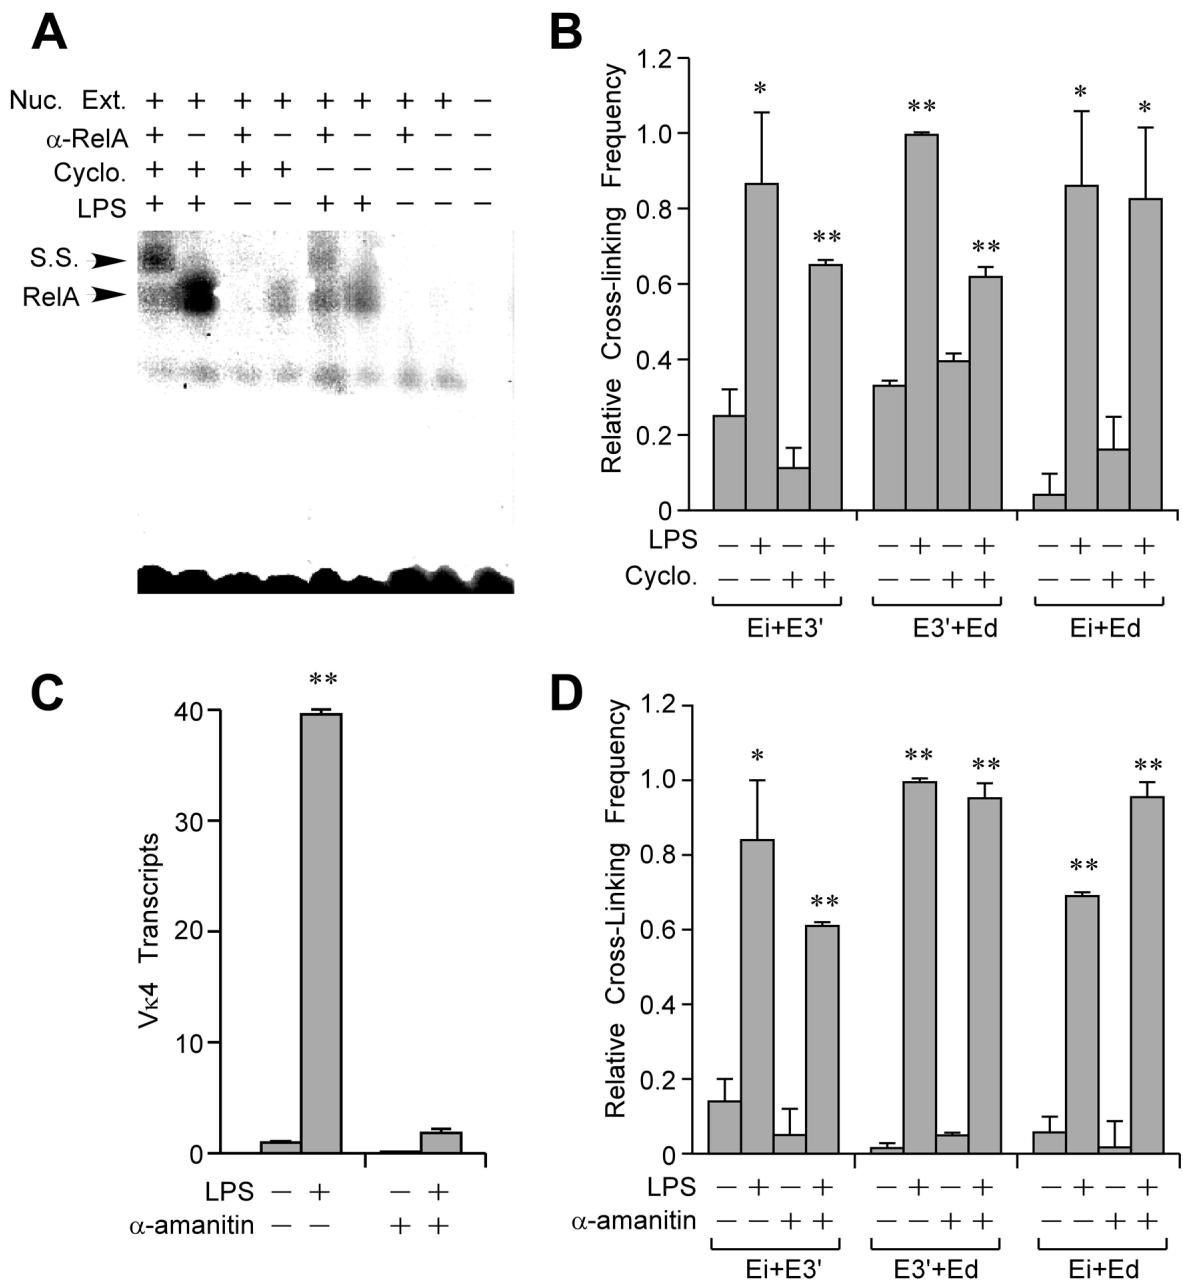 A
Nuc. Ext. + + + + + + + + –
α-RelA + – + – + – + – –
Cyclo. + + + + – – – – –
LPS + + – – + + – – –
S.S.
RelA
B
Relative Cross-linking Frequency
1.2
1.0
0.8
0.6
0.4
0.2
0
* ** ** ** * *
LPS – + – + – + – + – + – +
Cyclo. – – + + – – + + – – + +
Ei+E3' E3'+Ed Ei+Ed
C
Vκ4 Transcripts
40
30
20
10
0
**
LPS – + – +
α-amanitin – – + +
D
Relative Cross-Linking Frequency
1.2
1.0
0.8
0.6
0.4
0.2
0
* ** ** ** ** **
LPS – + – + – + – + – + – +
α-amanitin – – + + – – + + – – + +
Ei+E3' E3'+Ed Ei+Ed